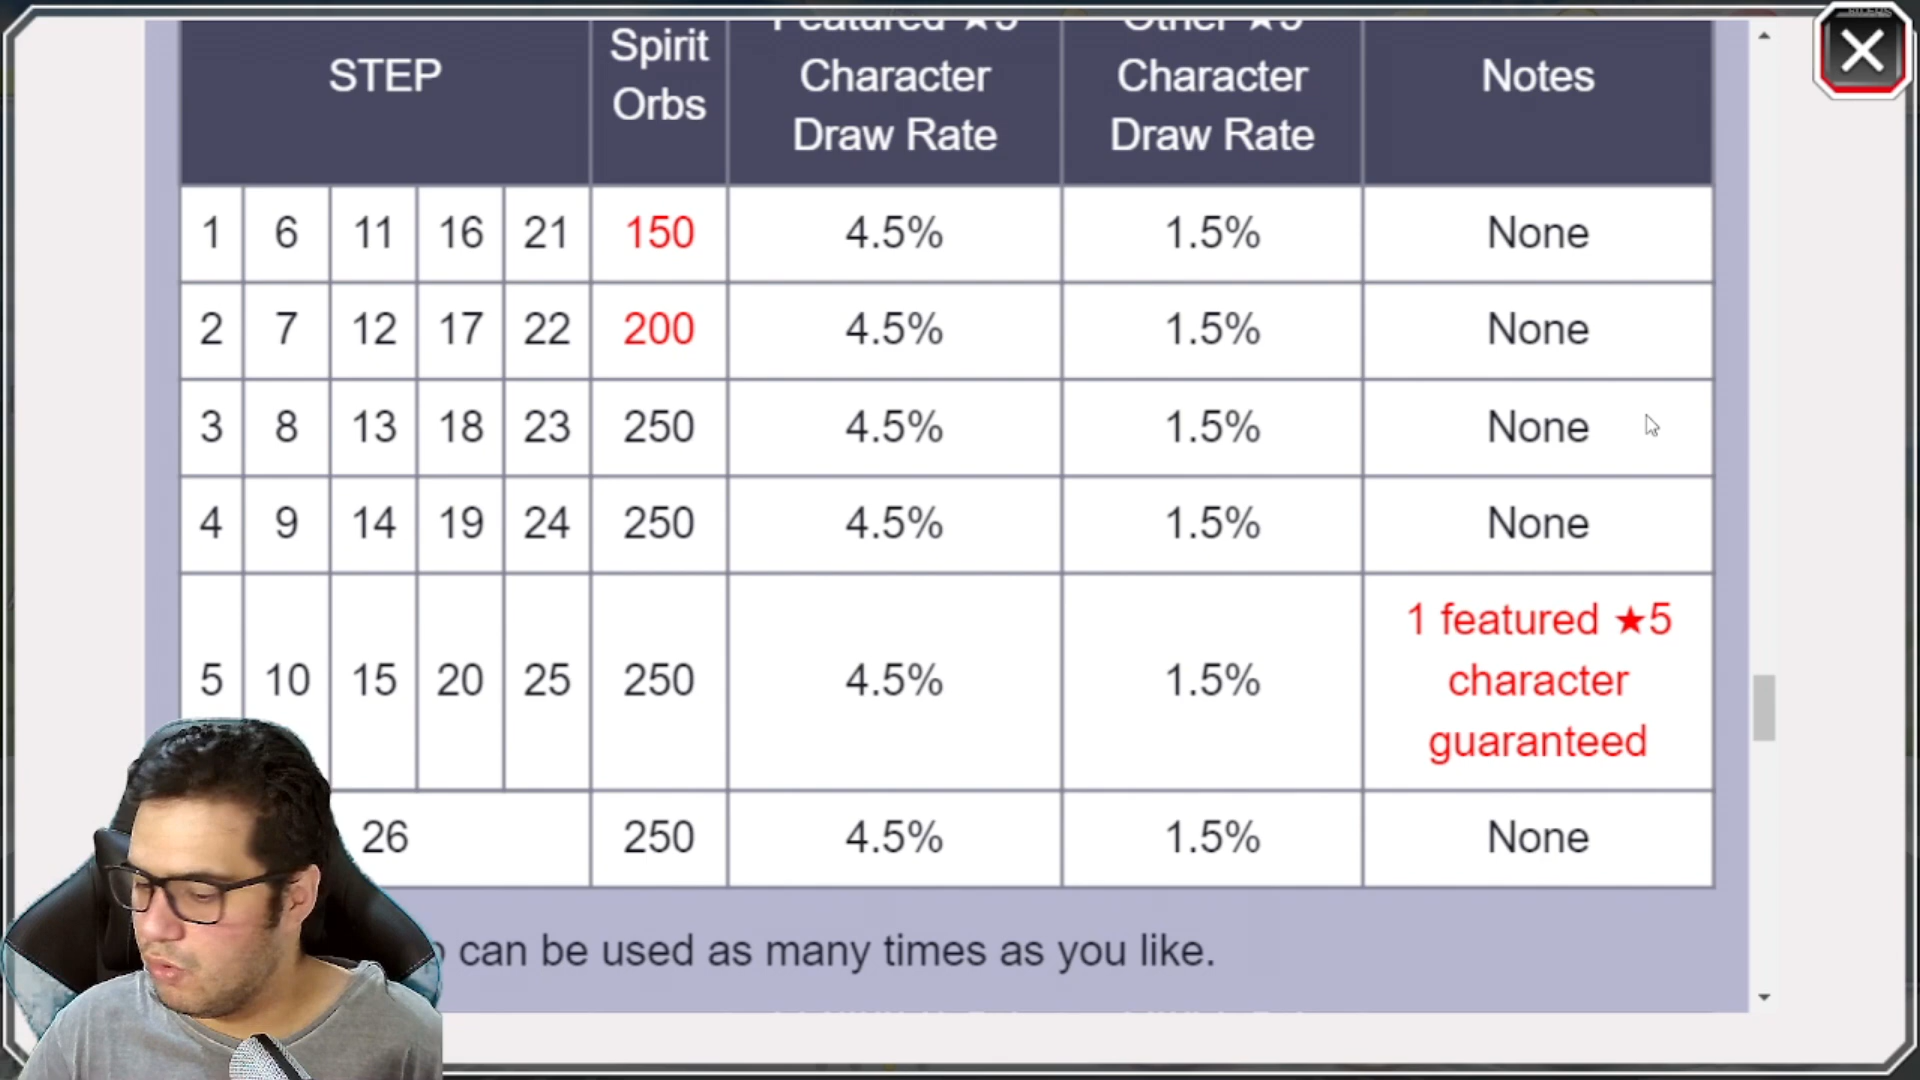 STEP
Spirit
Orbs
Featured ★5
Character
Draw Rate
Other ★5
Character
Draw Rate
Notes
1 6 11 16 21 150 4.5% 1.5% None
2 7 12 17 22 200 4.5% 1.5% None
3 8 13 18 23 250 4.5% 1.5% None
4 9 14 19 24 250 4.5% 1.5% None
5 10 15 20 25 250 4.5% 1.5% 1 featured ★5
character
guaranteed
26 250 4.5% 1.5% None
can be used as many times as you like.